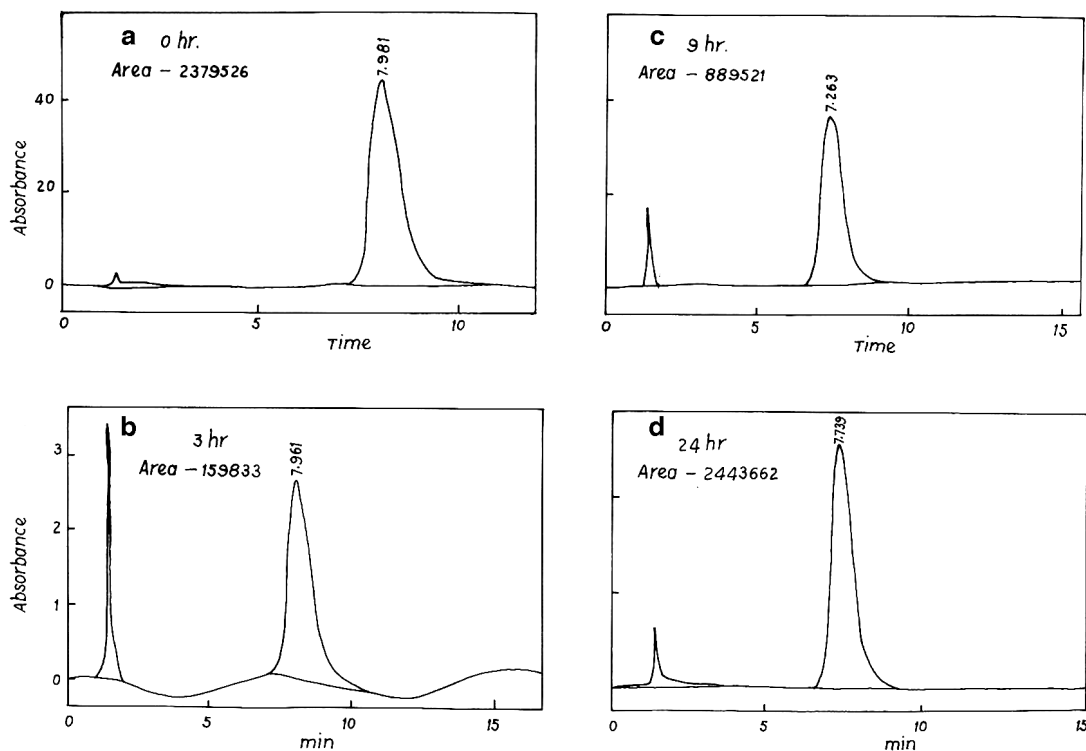 a
0 hr.
Area - 2379526
7.981
40
20
0
Absorbance
0
5
10
Time
c
9 hr.
Area - 889521
7.263
0
5
10
15
Time
b
3 hr
Area - 159833
7.961
3
2
1
0
Absorbance
0
5
10
15
min
d
24 hr
Area - 2443662
7.739
0
5
10
15
min